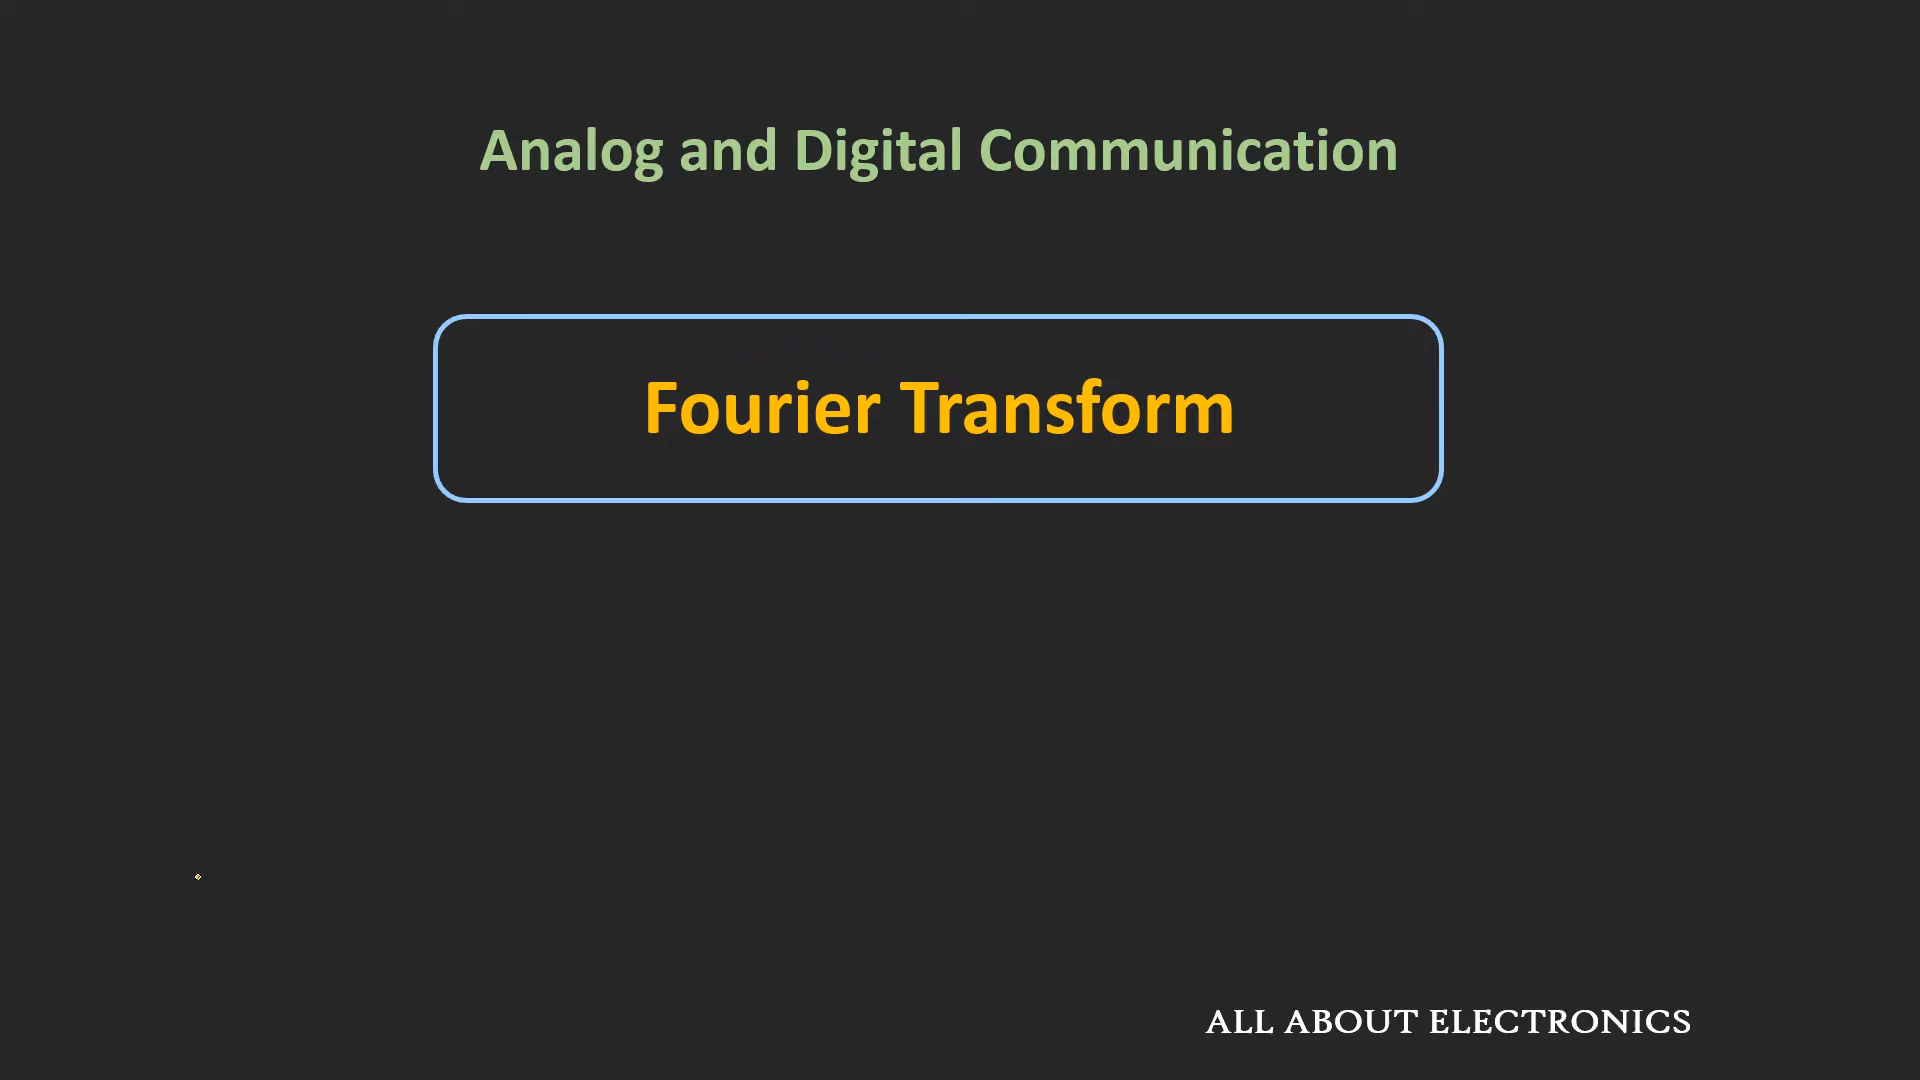 Analog and Digital Communication
Fourier Transform
ALL ABOUT ELECTRONICS